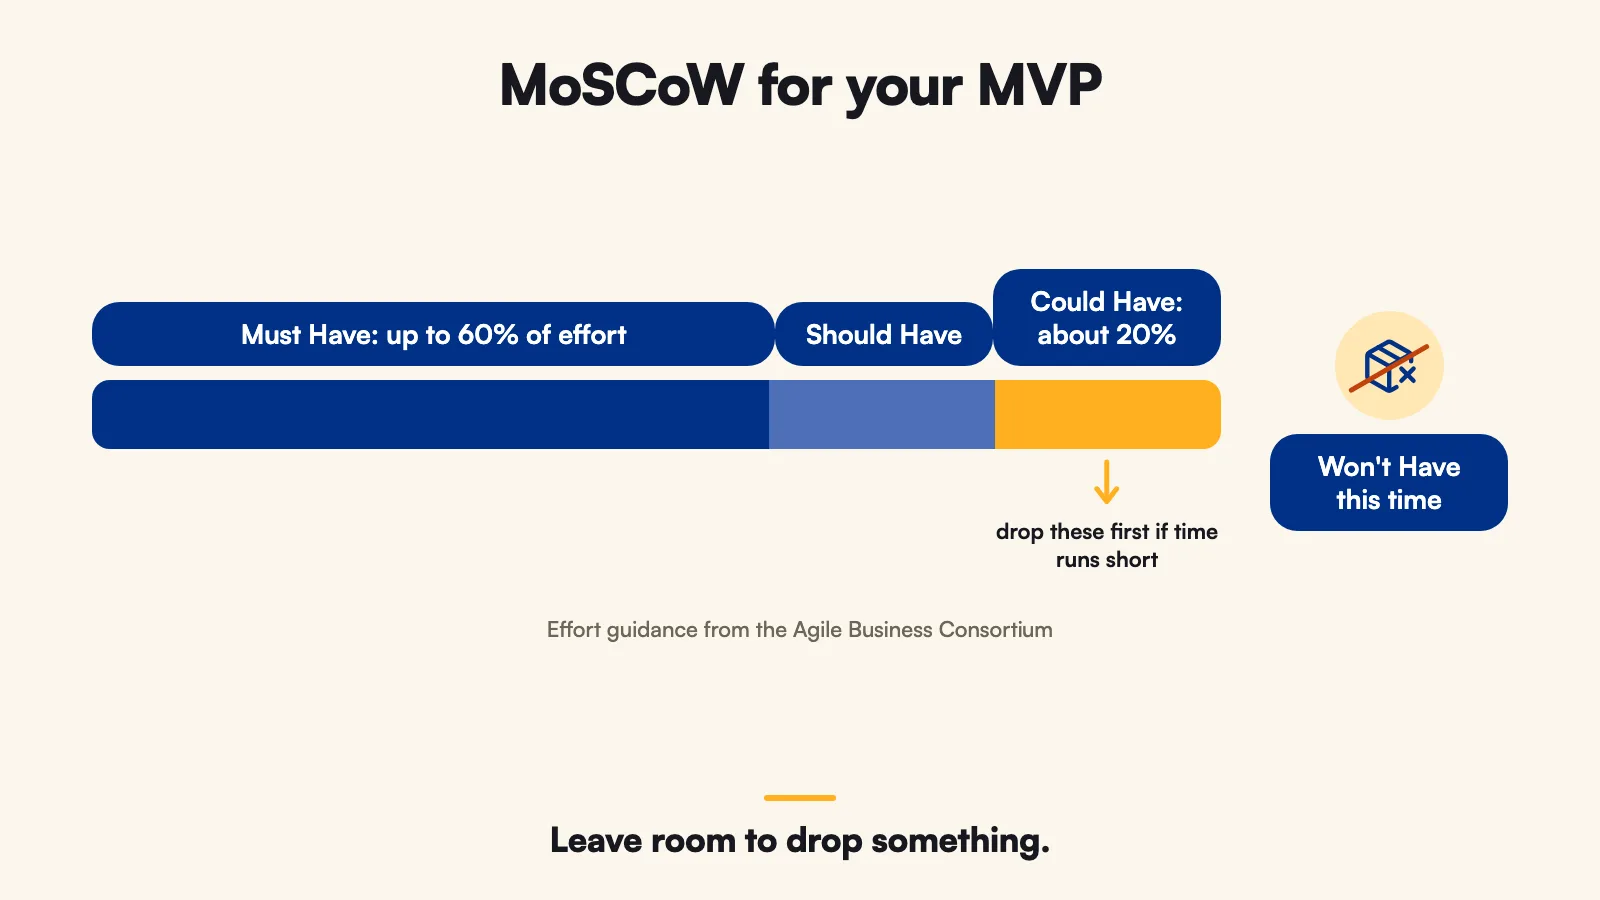 MoSCoW for your MVP
Must Have: up to 60% of effort
Should Have
Could Have:
about 20%
Won't Have
this time
drop these first if time
runs short
Effort guidance from the Agile Business Consortium
Leave room to drop something.